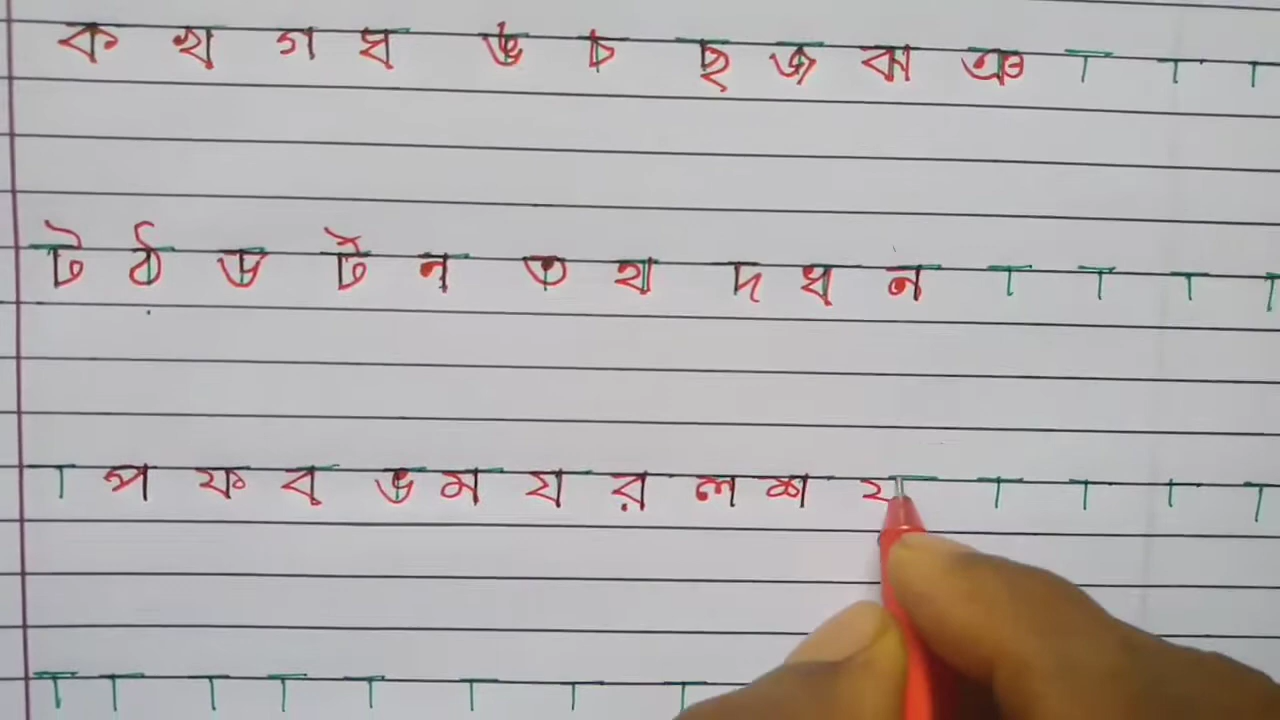 ক খ গ ঘ ঙ চ ছ জ ঝ ঞ
ট ঠ ড ঢ ণ ত থ দ ধ ন
প ফ ব ভ ম য র ল শ